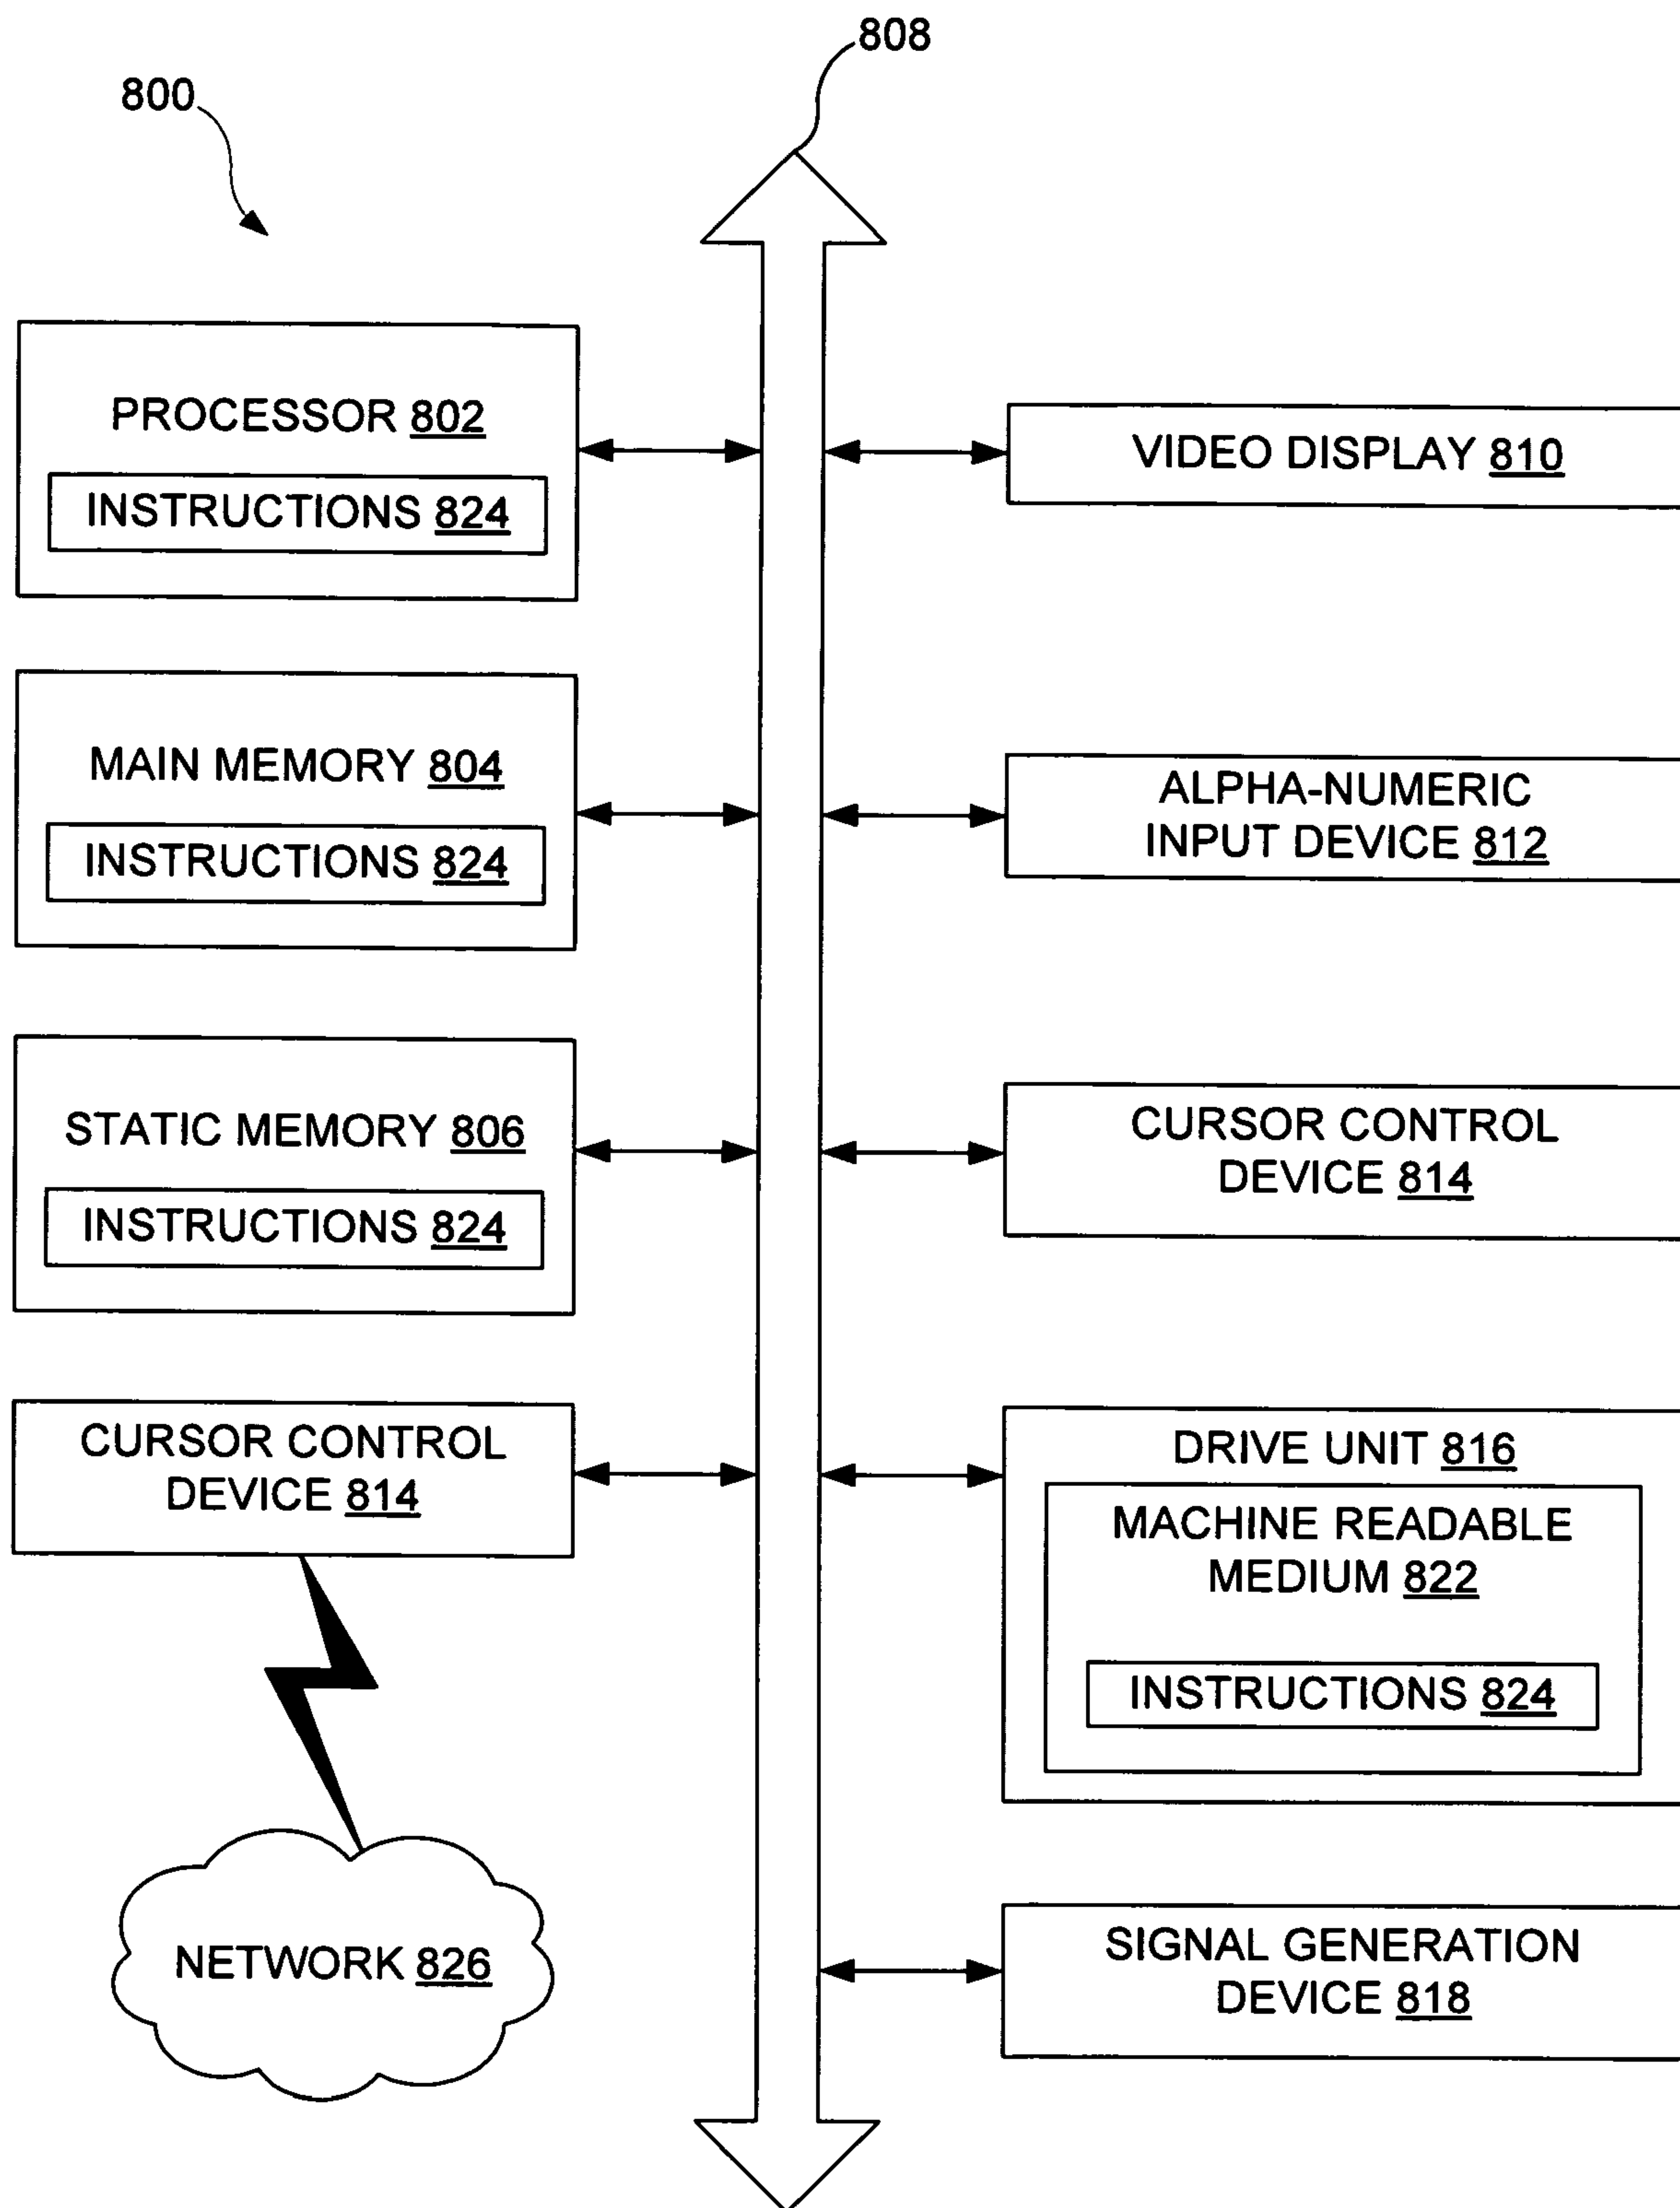 808
800
PROCESSOR 802
INSTRUCTIONS 824
MAIN MEMORY 804
INSTRUCTIONS 824
STATIC MEMORY 806
INSTRUCTIONS 824
CURSOR CONTROL
DEVICE 814
NETWORK 826
VIDEO DISPLAY 810
ALPHA-NUMERIC
INPUT DEVICE 812
CURSOR CONTROL
DEVICE 814
DRIVE UNIT 816
MACHINE READABLE
MEDIUM 822
INSTRUCTIONS 824
SIGNAL GENERATION
DEVICE 818